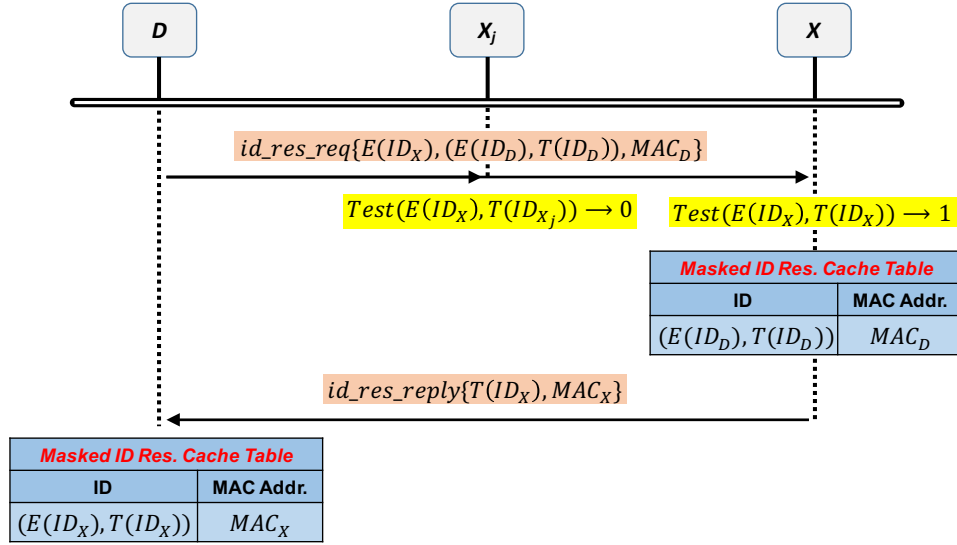 D X_j X
id_res_req{E(ID_X), (E(ID_D), T(ID_D)), MAC_D}
Test(E(ID_X), T(ID_{X_j})) → 0 Test(E(ID_X), T(ID_X)) → 1
Masked ID Res. Cache Table
ID MAC Addr.
(E(ID_D), T(ID_D)) MAC_D
id_res_reply{T(ID_X), MAC_X}
Masked ID Res. Cache Table
ID MAC Addr.
(E(ID_X), T(ID_X)) MAC_X